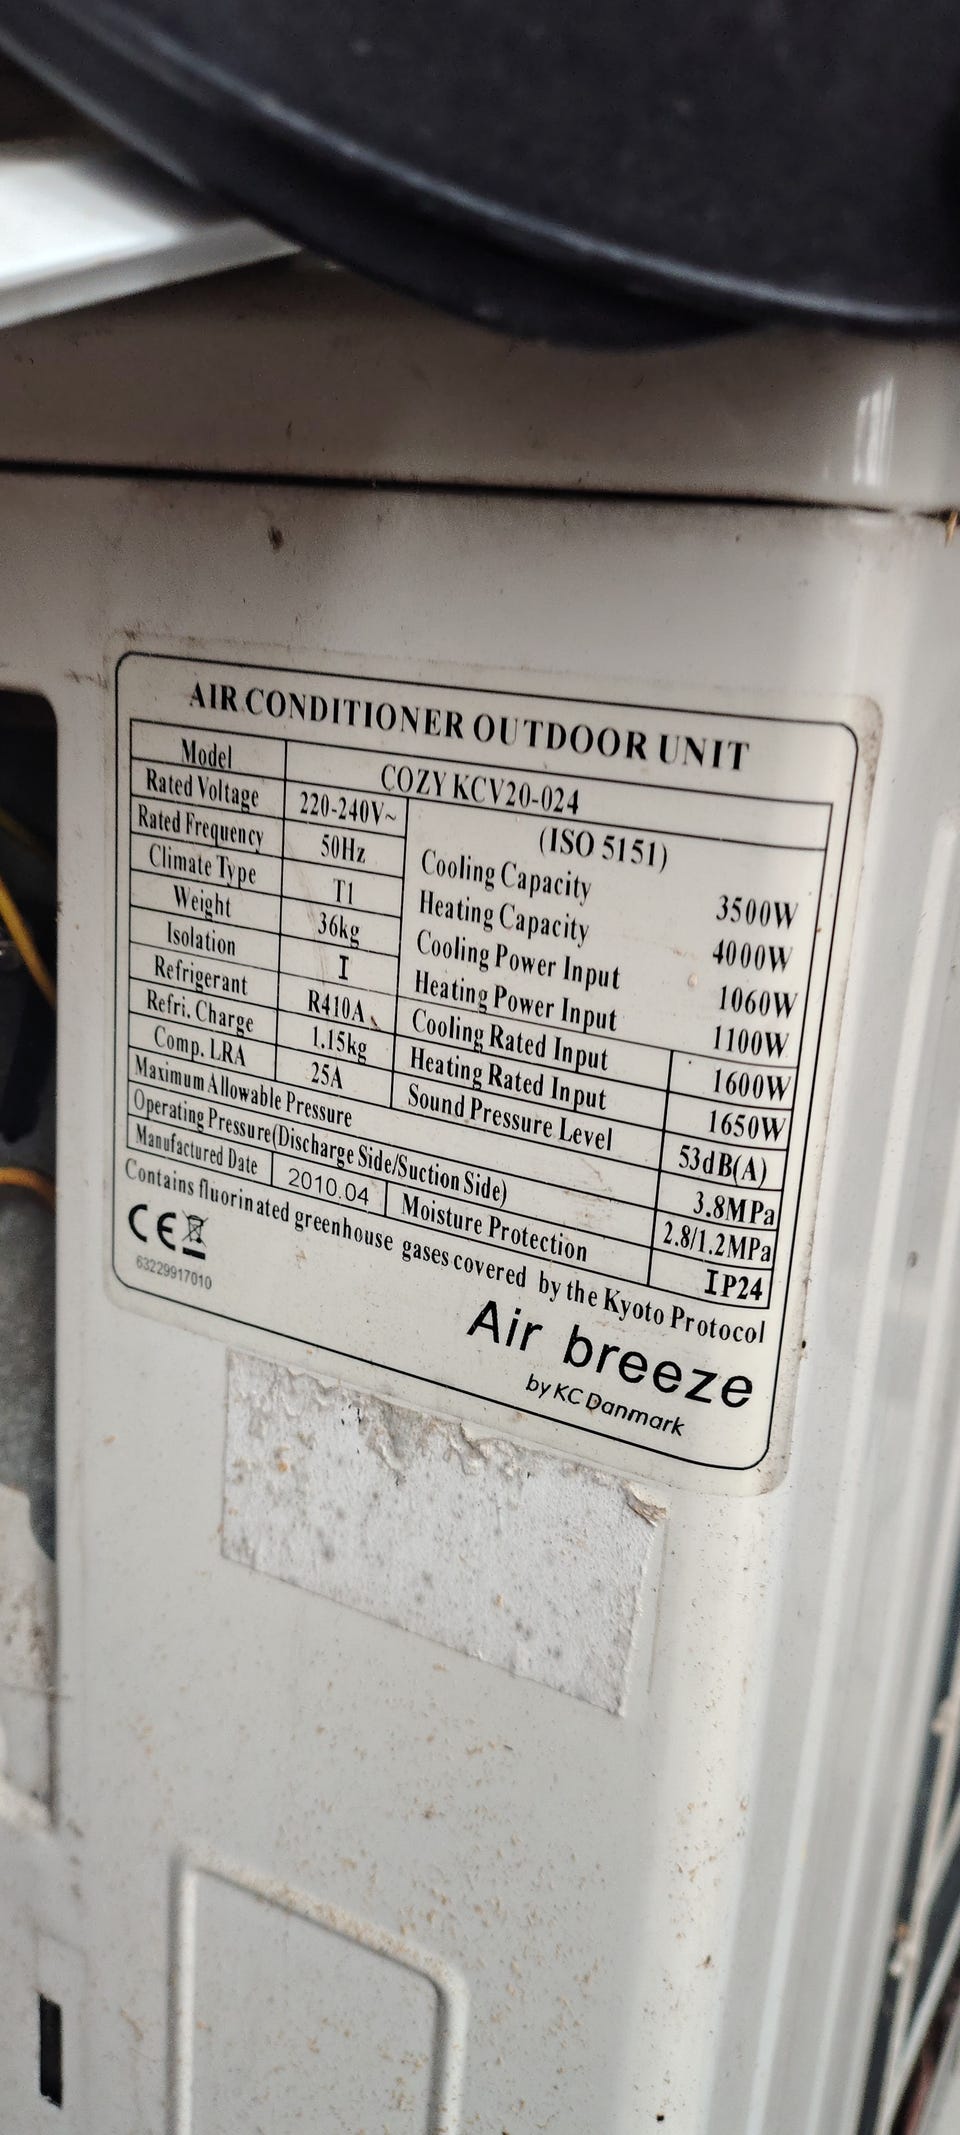 AIR CONDITIONER OUTDOOR UNIT
Model COZY KCV20-024
Rated Voltage 220-240V~ (ISO 5151)
Rated Frequency 50Hz Cooling Capacity 3500W
Climate Type T1 Heating Capacity 4000W
Weight 36kg Cooling Power Input 1060W
Isolation I Heating Power Input 1100W
Refrigerant R410A Cooling Rated Input 1600W
Refri. Charge 1.15kg Heating Rated Input 1650W
Comp. LRA 25A Sound Pressure Level 53dB(A)
Maximum Allowable Pressure 3.8MPa
Operating Pressure(Discharge Side/Suction Side) 2.8/1.2MPa
Manufactured Date 2010.04 Moisture Protection IP24
Contains fluorinated greenhouse gases covered by the Kyoto Protocol
CE
63229917010
Air breeze
by KC Danmark